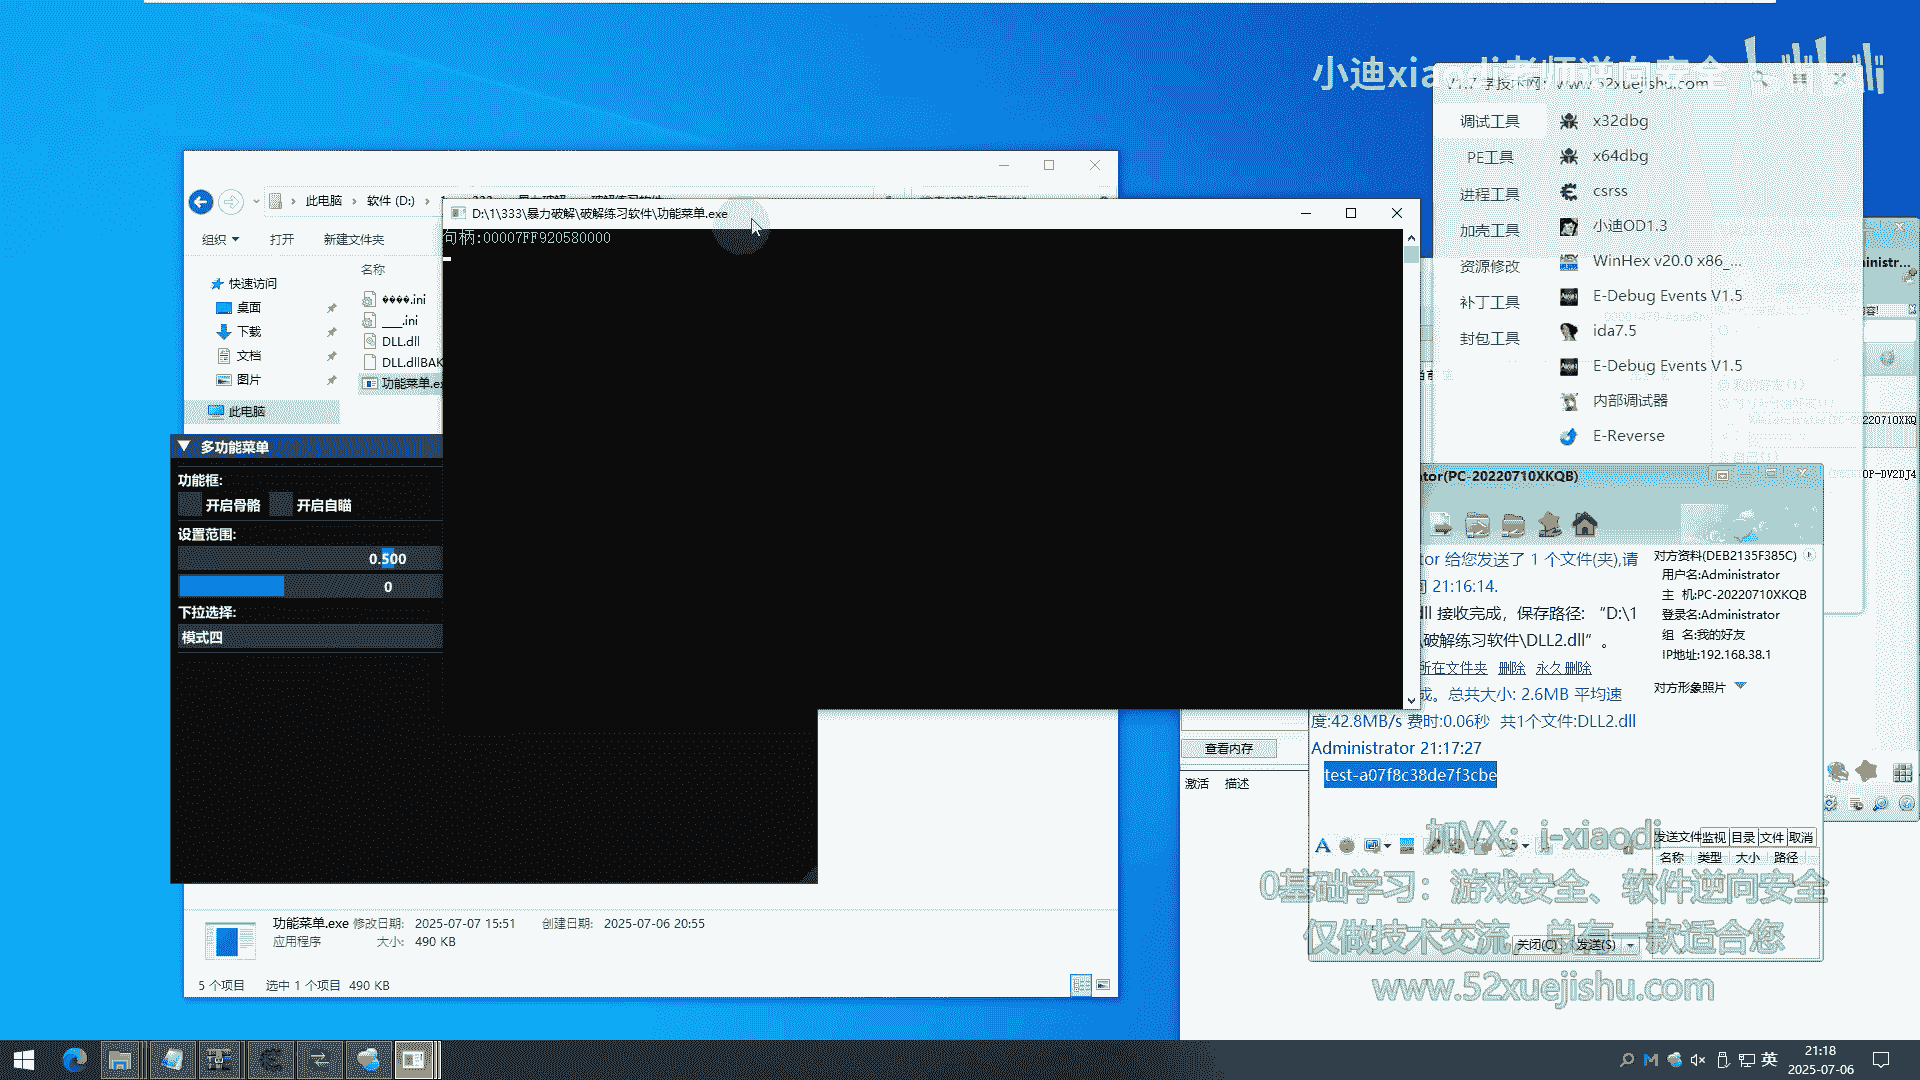 小迪xiaodi老师逆向安全
www.52xuejishu.com
调试工具
PE工具
进程工具
加壳工具
资源修改
补丁工具
封包工具
x32dbg
x64dbg
csrss
小迪OD1.3
WinHex v20.0 x86_...
E-Debug Events V1.5
ida7.5
E-Debug Events V1.5
内部调试器
E-Reverse
此电脑
软件 (D:)
组织
打开
新建文件夹
名称
快速访问
桌面
下载
文档
图片
此电脑
����.ini
___.ini
DLL.dll
DLL.dllBAK
功能菜单.ex
D:\1\333\暴力破解\破解练习软件\功能菜单.exe
句柄:00007FF920580000
多功能菜单
功能框:
开启骨骼
开启自瞄
设置范围:
0.500
0
下拉选择:
模式四
功能菜单.exe 修改日期: 2025-07-07 15:51 创建日期: 2025-07-06 20:55
应用程序 大小: 490 KB
5 个项目 选中 1 个项目 490 KB
查看内存
激活 描述
tor(PC-20220710XKQB)
tor 给您发送了 1 个文件(夹),请
21:16:14.
ll 接收完成，保存路径: “D:\1
\破解练习软件\DLL2.dll” 。
所在文件夹 删除 永久删除
成。总共大小: 2.6MB 平均速
度:42.8MB/s 费时:0.06秒 共1个文件:DLL2.dll
Administrator 21:17:27
test-a07f8c38de7f3cbe
对方资料(DEB2135F385C)
用户名:Administrator
主 机:PC-20220710XKQB
登录名:Administrator
组 名:我的好友
IP地址:192.168.38.1
对方形象照片
发送文件 监视 目录 文件 取消
名称 类型 大小 路径
关闭(C) 发送(S)
加VX: i-xiaodi
0基础学习: 游戏安全、软件逆向安全
仅做技术交流，总有一款适合您
www.52xuejishu.com
英
21:18
2025-07-06